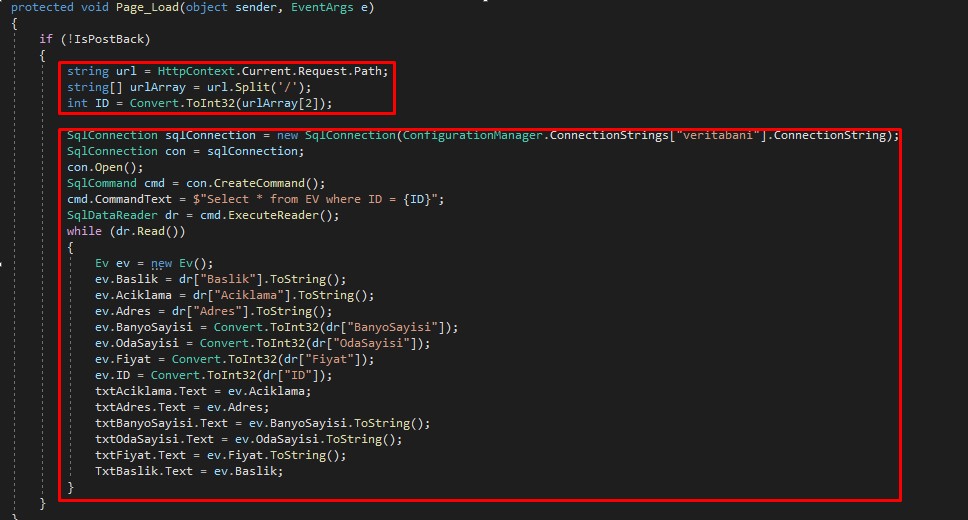 protected void Page_Load(object sender, EventArgs e)
{
if (!IsPostBack)
{
string url = HttpContext.Current.Request.Path;
string[] urlArray = url.Split('/');
int ID = Convert.ToInt32(urlArray[2]);
SqlConnection sqlConnection = new SqlConnection(ConfigurationManager.ConnectionStrings["veritabani"].ConnectionString);
SqlConnection con = sqlConnection;
con.Open();
SqlCommand cmd = con.CreateCommand();
cmd.CommandText = $"Select * from EV where ID = {ID}";
SqlDataReader dr = cmd.ExecuteReader();
while (dr.Read())
{
Ev ev = new Ev();
ev.Baslik = dr["Baslik"].ToString();
ev.Aciklama = dr["Aciklama"].ToString();
ev.Adres = dr["Adres"].ToString();
ev.BanyoSayisi = Convert.ToInt32(dr["BanyoSayisi"]);
ev.OdaSayisi = Convert.ToInt32(dr["OdaSayisi"]);
ev.Fiyat = Convert.ToInt32(dr["Fiyat"]);
ev.ID = Convert.ToInt32(dr["ID"]);
txtAciklama.Text = ev.Aciklama;
txtAdres.Text = ev.Adres;
txtBanyoSayisi.Text = ev.BanyoSayisi.ToString();
txtOdaSayisi.Text = ev.OdaSayisi.ToString();
txtFiyat.Text = ev.Fiyat.ToString();
TxtBaslik.Text = ev.Baslik;
}
}
}